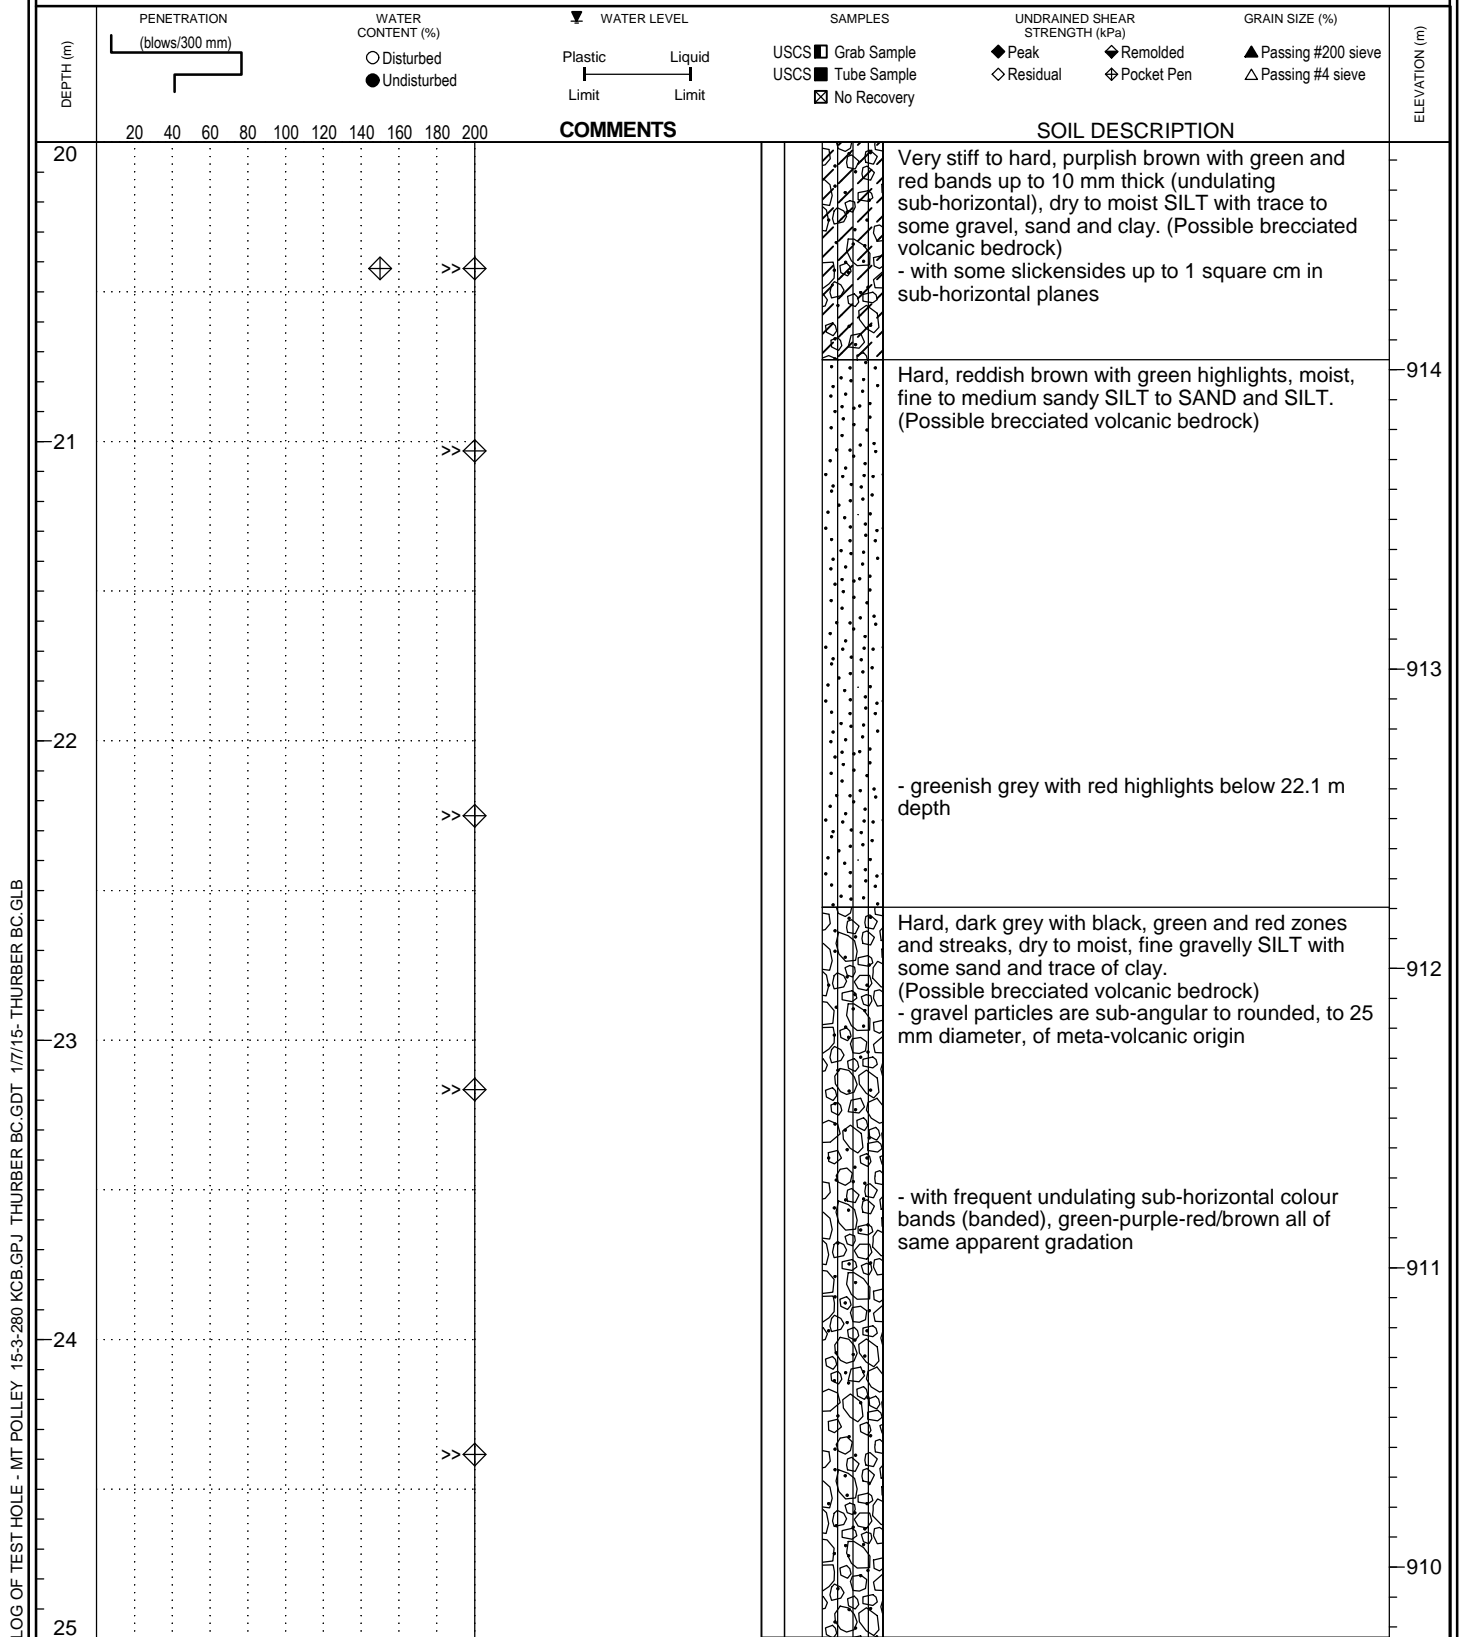 PENETRATION
(blows/300 mm)
WATER
CONTENT (%)
Disturbed
Undisturbed
WATER LEVEL
Plastic Liquid
Limit Limit
SAMPLES
USCS Grab Sample
USCS Tube Sample
No Recovery
UNDRAINED SHEAR
STRENGTH (kPa)
Peak Remolded
Residual Pocket Pen
GRAIN SIZE (%)
Passing #200 sieve
Passing #4 sieve
DEPTH (m)
ELEVATION (m)
20 40 60 80 100 120 140 160 180 200
COMMENTS
SOIL DESCRIPTION
20
Very stiff to hard, purplish brown with green and
red bands up to 10 mm thick (undulating
sub-horizontal), dry to moist SILT with trace to
some gravel, sand and clay. (Possible brecciated
volcanic bedrock)
- with some slickensides up to 1 square cm in
sub-horizontal planes
>>
914
Hard, reddish brown with green highlights, moist,
fine to medium sandy SILT to SAND and SILT.
(Possible brecciated volcanic bedrock)
21
>>
913
22
- greenish grey with red highlights below 22.1 m
depth
>>
Hard, dark grey with black, green and red zones
and streaks, dry to moist, fine gravelly SILT with
some sand and trace of clay.
(Possible brecciated volcanic bedrock)
- gravel particles are sub-angular to rounded, to 25
mm diameter, of meta-volcanic origin
912
23
>>
- with frequent undulating sub-horizontal colour
bands (banded), green-purple-red/brown all of
same apparent gradation
911
24
>>
910
25
LOG OF TEST HOLE - MT POLLEY 15-3-280 KCB.GPJ THURBER BC.GDT 1/7/15- THURBER BC.GLB